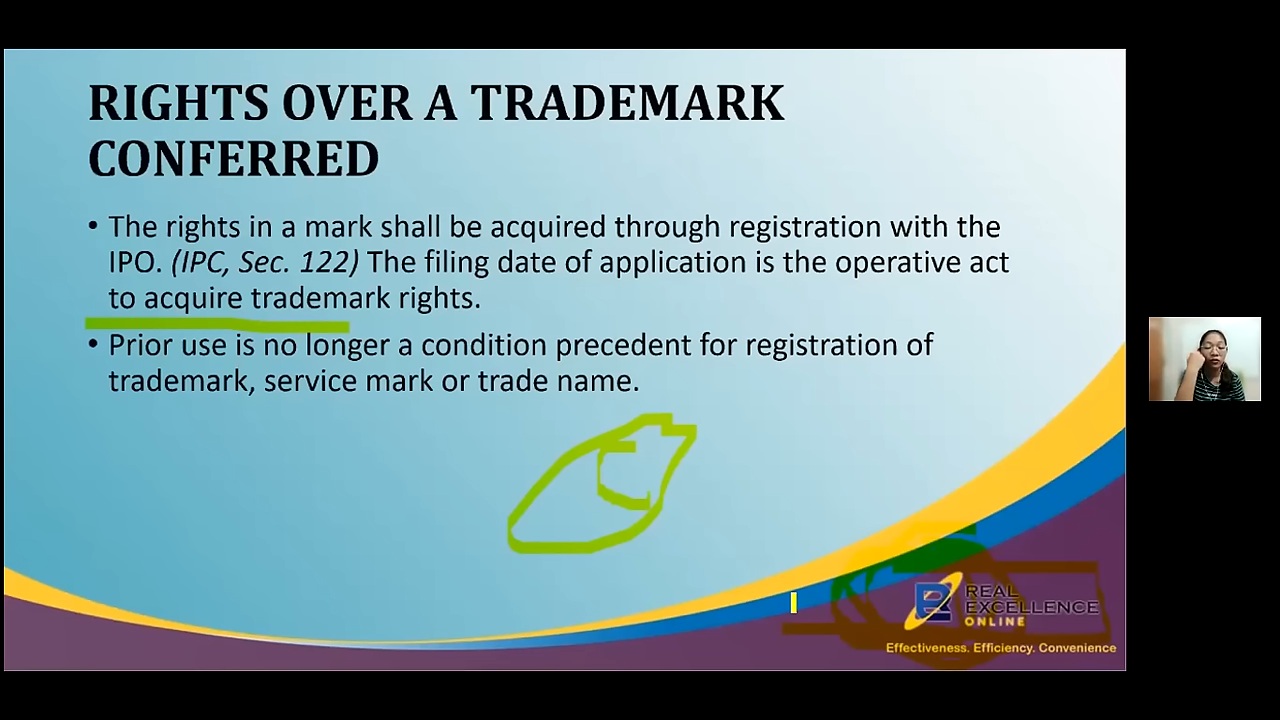 RIGHTS OVER A TRADEMARK
CONFERRED
• The rights in a mark shall be acquired through registration with the
IPO. (IPC, Sec. 122) The filing date of application is the operative act
to acquire trademark rights.
• Prior use is no longer a condition precedent for registration of
trademark, service mark or trade name.
REAL
EXCELLENCE
ONLINE
Effectiveness. Efficiency. Convenience